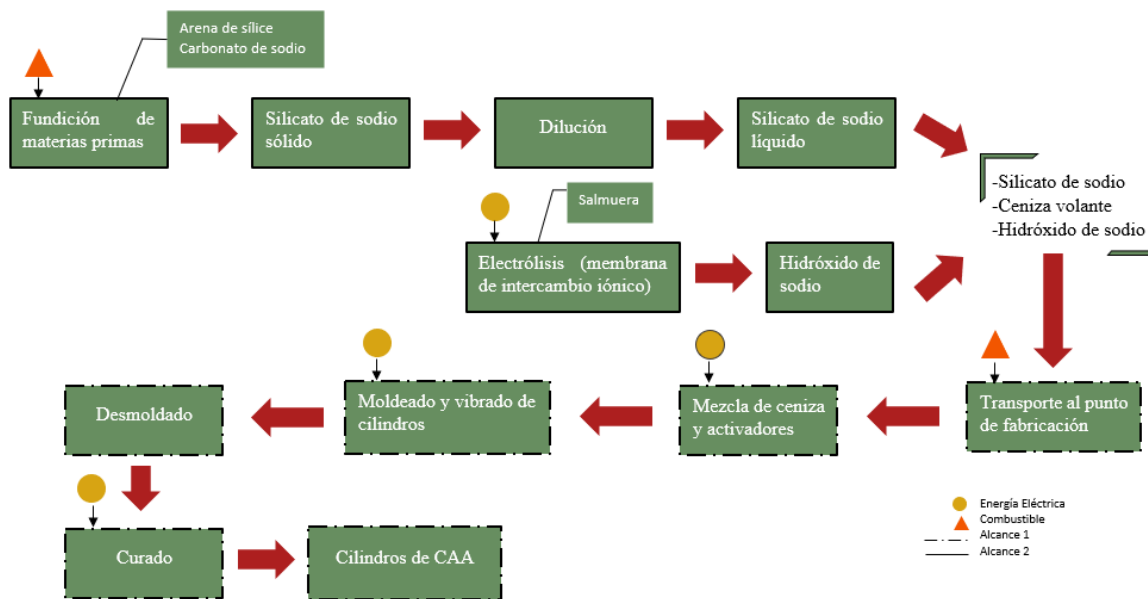 Arena de sílice
Carbonato de sodio
Fundición de
materias primas
Silicato de sodio
sólido
Dilución
Silicato de sodio
líquido
-Silicato de sodio
-Ceniza volante
-Hidróxido de sodio
Salmuera
Electrólisis (membrana
de intercambio iónico)
Hidróxido de
sodio
Transporte al punto
de fabricación
Mezcla de ceniza
y activadores
Moldeado y vibrado de
cilindros
Desmoldado
Curado
Cilindros de CAA
Energía Eléctrica
Combustible
Alcance 1
Alcance 2